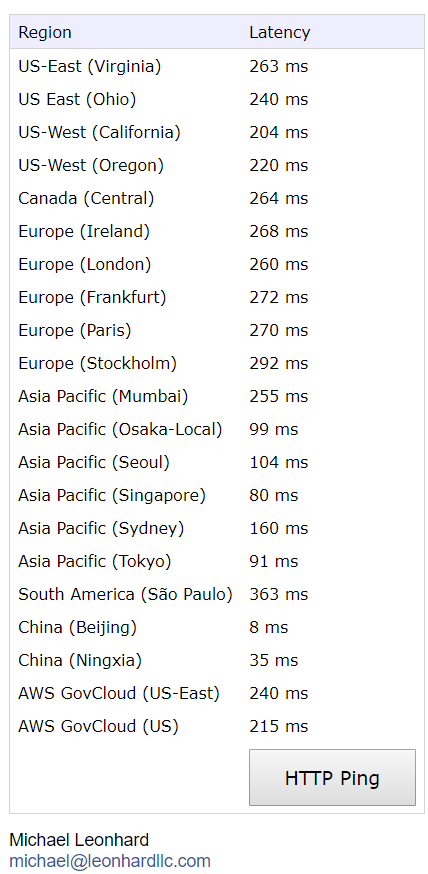 Region Latency
US-East (Virginia) 263 ms
US East (Ohio) 240 ms
US-West (California) 204 ms
US-West (Oregon) 220 ms
Canada (Central) 264 ms
Europe (Ireland) 268 ms
Europe (London) 260 ms
Europe (Frankfurt) 272 ms
Europe (Paris) 270 ms
Europe (Stockholm) 292 ms
Asia Pacific (Mumbai) 255 ms
Asia Pacific (Osaka-Local) 99 ms
Asia Pacific (Seoul) 104 ms
Asia Pacific (Singapore) 80 ms
Asia Pacific (Sydney) 160 ms
Asia Pacific (Tokyo) 91 ms
South America (São Paulo) 363 ms
China (Beijing) 8 ms
China (Ningxia) 35 ms
AWS GovCloud (US-East) 240 ms
AWS GovCloud (US) 215 ms
HTTP Ping
Michael Leonhard
michael@leonhardllc.com